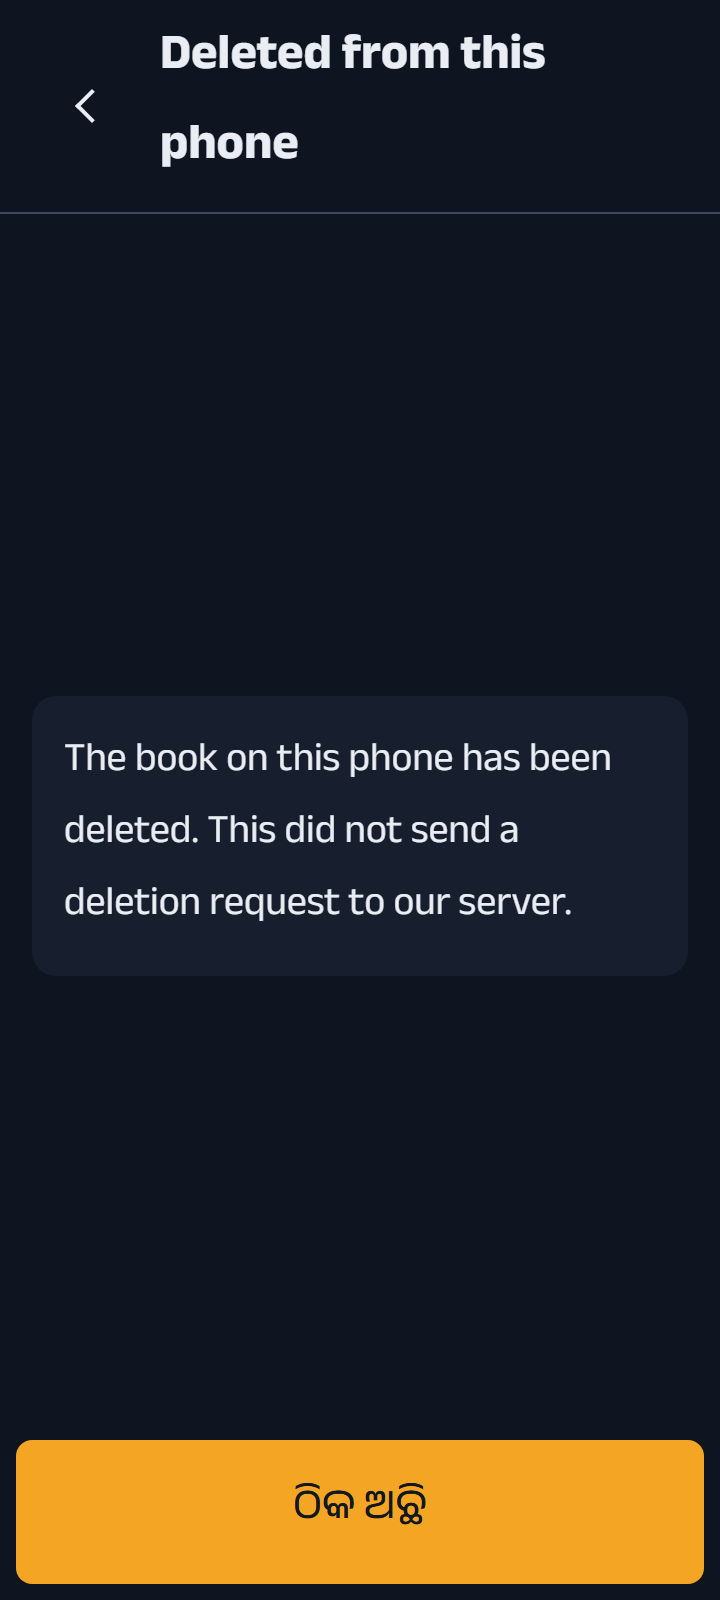 Deleted from this
phone
The book on this phone has been
deleted. This did not send a
deletion request to our server.
ଠିକ ଅଛି